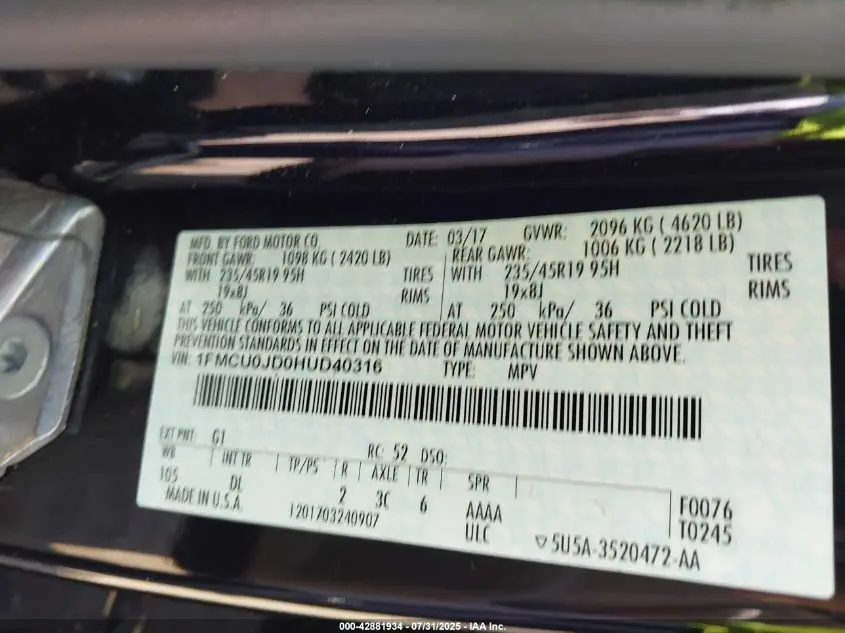 MFD. BY FORD MOTOR CO. DATE: 03/17 GVWR: 2096 KG ( 4620 LB)
FRONT GAWR: 1098 KG ( 2420 LB) REAR GAWR: 1006 KG ( 2218 LB)
WITH 235/45R19 95H TIRES WITH 235/45R19 95H TIRES
19x8J RIMS 19x8J RIMS
AT 250 kPa/ 36 PSI COLD AT 250 kPa/ 36 PSI COLD
THIS VEHICLE CONFORMS TO ALL APPLICABLE FEDERAL MOTOR VEHICLE SAFETY AND THEFT
PREVENTION STANDARDS IN EFFECT ON THE DATE OF MANUFACTURE SHOWN ABOVE.
VIN: 1FMCU0JD0HUD40316 TYPE: MPV
EXT PNT: G1 RC: 52 DSO:
WB INT TR TP/PS R AXLE TR SPR
105 DL 2 3C 6 AAAA F0076
MADE IN U.S.A. 1201703240907 ULC T0245
▽5U5A-3520472-AA
000-42881934 - 07/31/2025 - IAA Inc.